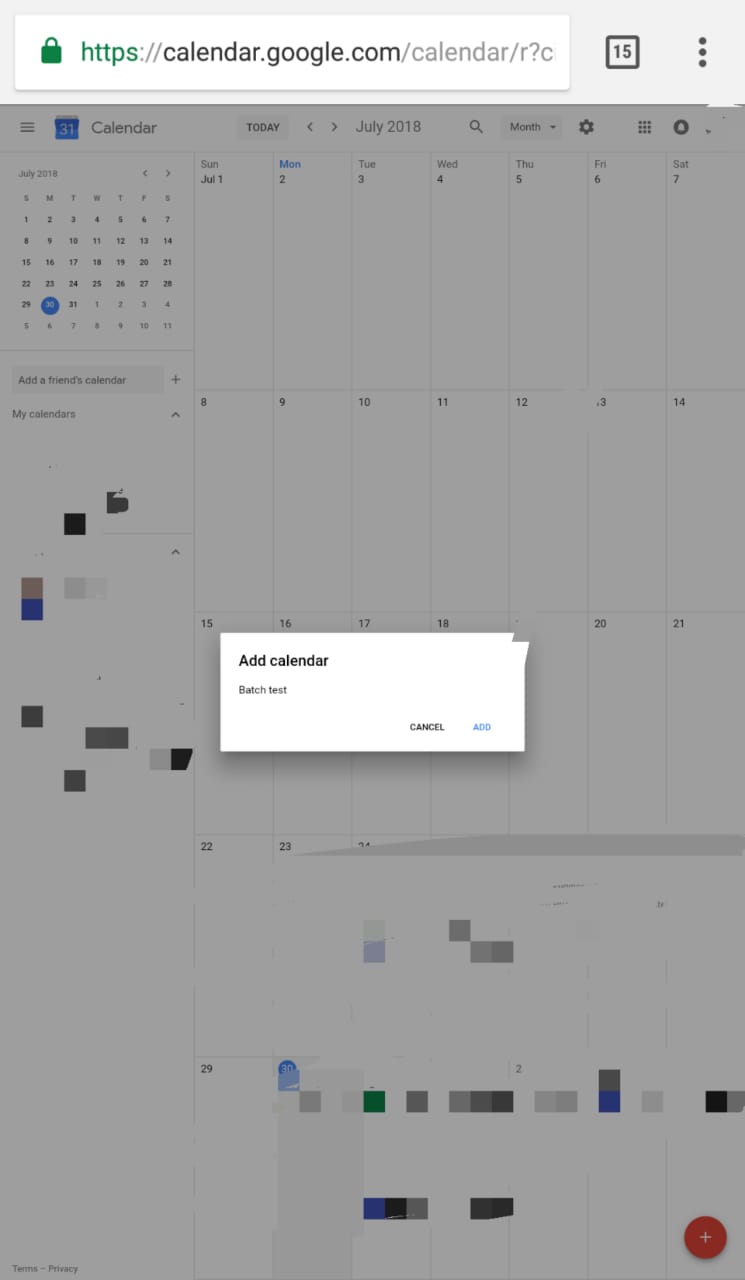 https://calendar.google.com/calendar/r?c
15
31 Calendar TODAY July 2018 Month
July 2018
S M T W T F S
1 2 3 4 5 6 7
8 9 10 11 12 13 14
15 16 17 18 19 20 21
22 23 24 25 26 27 28
29 30 31 1 2 3 4
5 6 7 8 9 10 11
Add a friend's calendar +
My calendars
Sun Mon Tue Wed Thu Fri Sat
Jul 1 2 3 4 5 6 7
8 9 10 11 12 14
15 16 17 18 20 21
Add calendar
Batch test
CANCEL ADD
22 23
29 30 2
+
Terms – Privacy